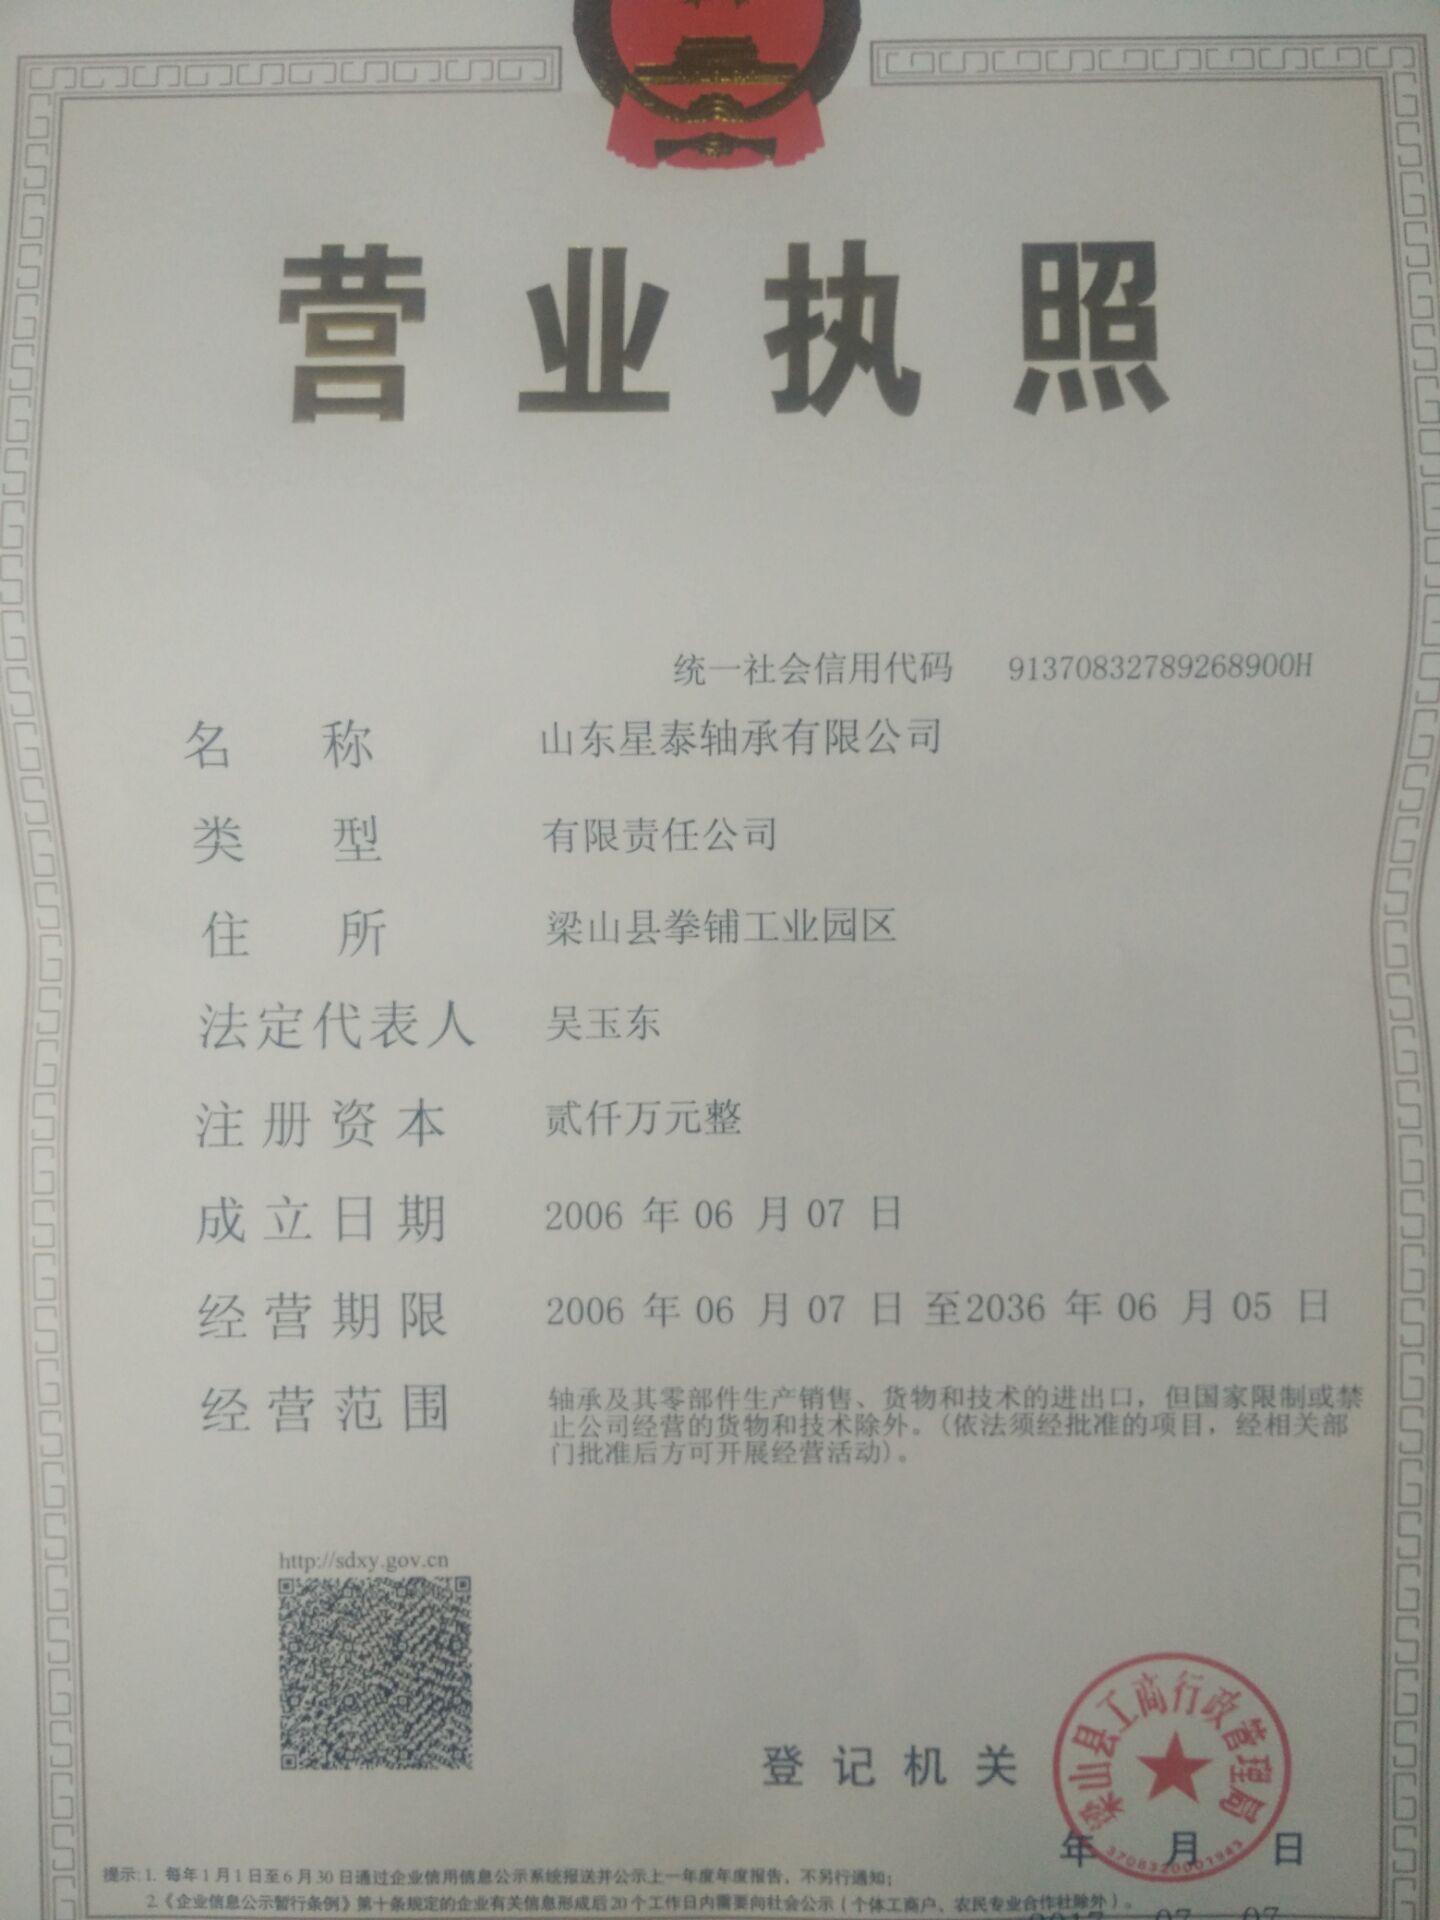 营业执照
统一社会信用代码 91370832789268900H
名称 山东星泰轴承有限公司
类型 有限责任公司
住所 梁山县拳铺工业园区
法定代表人 吴玉东
注册资本 贰仟万元整
成立日期 2006 年 06 月 07 日
经营期限 2006 年 06 月 07 日 至2036 年 06 月 05 日
经营范围 轴承及其零部件生产销售、货物和技术的进出口，但国家限制或禁
止公司经营的货物和技术除外。(依法须经批准的项目，经相关部
门批准后方可开展经营活动)。
http://sdxy.gov.cn
登记机关
梁山县工商行政管理局
3708320001943
年 月 日
提示: 1. 每年1月1日至6月30日通过企业信用信息公示系统报送并公示上一年度年度报告，不另行通知;
2.《企业信息公示暂行条例》第十条规定的企业有关信息形成后20个工作日内需要向社会公示（个体工商户、农民专业合作社除外）。
2017 07 07